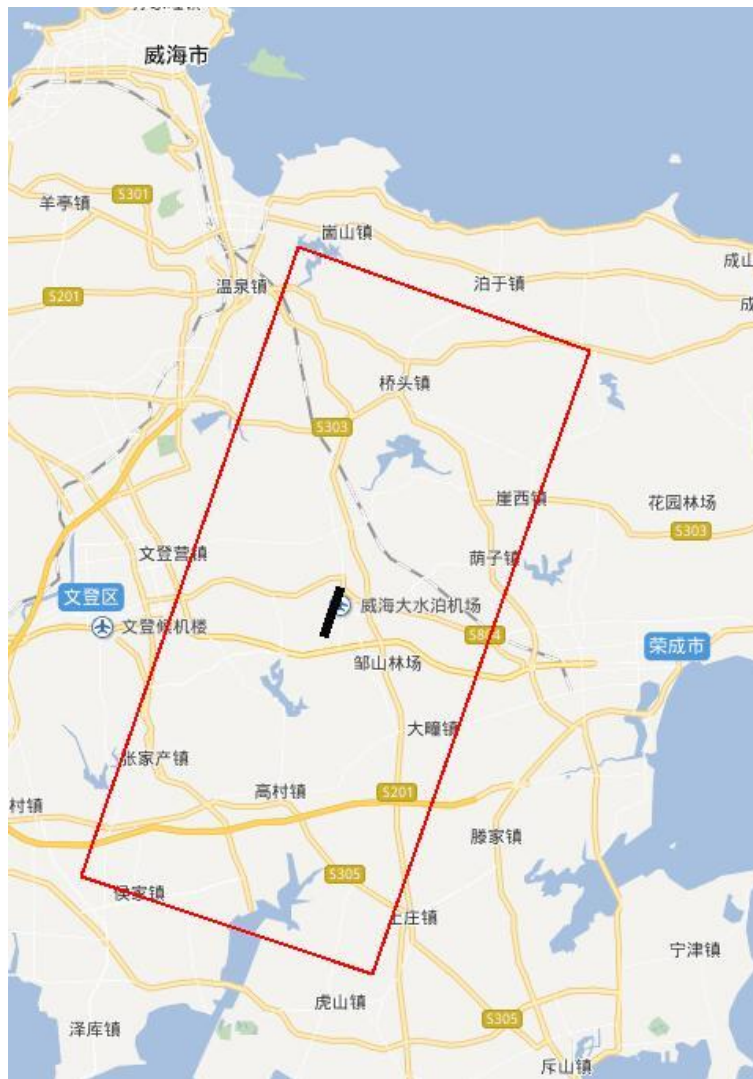 威海市
S301
羊亭镇
崮山镇
成山
泊于镇
温泉镇
S201
成
桥头镇
S303
崖西镇
花园林场
S303
文登营镇
荫子镇
文登区
威海大水泊机场
文登候机楼
S804
荣成市
邹山林场
大疃镇
张家产镇
高村镇
S201
村镇
滕家镇
S305
侯家镇
上庄镇
宁津镇
虎山镇
S305
泽库镇
斥山镇